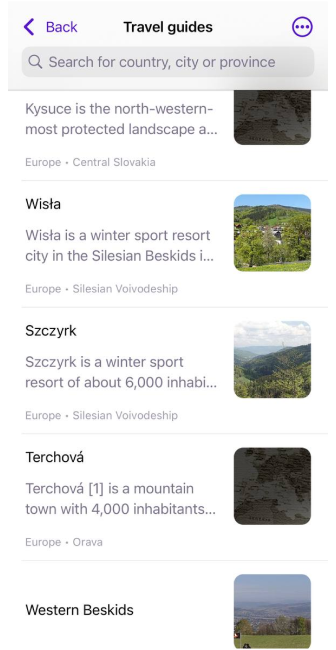 Back
Travel guides
Search for country, city or province
Kysuce is the north-western-
most protected landscape a...
Europe • Central Slovakia
Wisła
Wisła is a winter sport resort
city in the Silesian Beskids i...
Europe • Silesian Voivodeship
Szczyrk
Szczyrk is a winter sport
resort of about 6,000 inhabi...
Europe • Silesian Voivodeship
Terchová
Terchová [1] is a mountain
town with 4,000 inhabitants...
Europe • Orava
Western Beskids